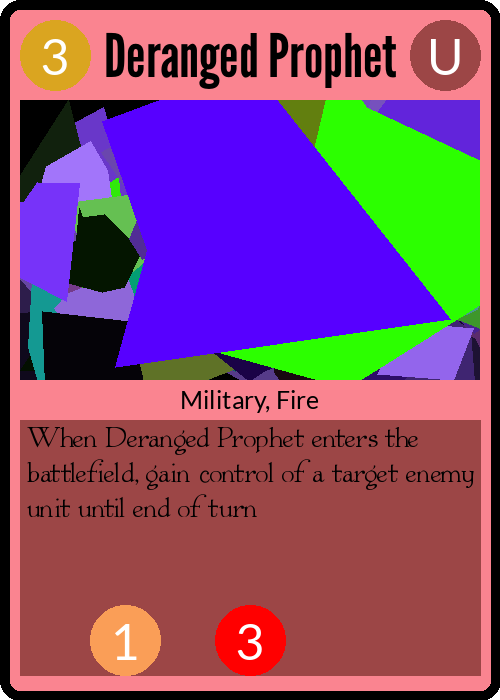 3 Deranged Prophet U
Military, Fire
When Deranged Prophet enters the
battlefield, gain control of a target enemy
unit until end of turn
1 3